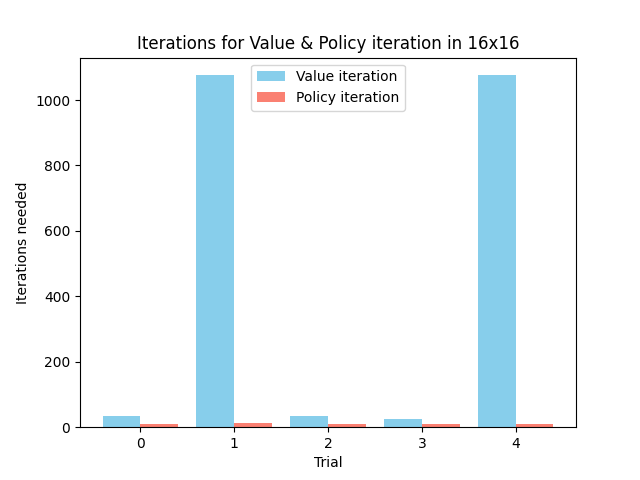 Iterations for Value & Policy iteration in 16x16
Value iteration
Policy iteration
Iterations needed
1000
800
600
400
200
0
0 1 2 3 4
Trial